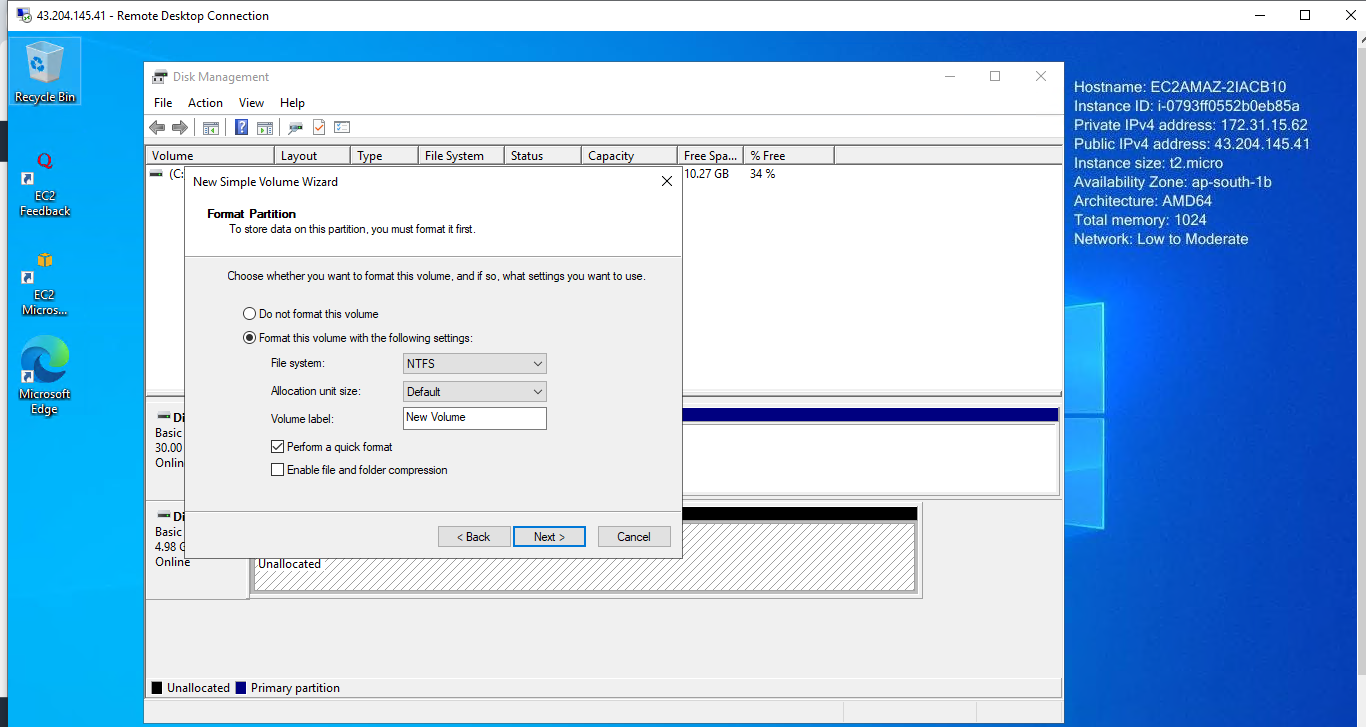 43.204.145.41 - Remote Desktop Connection
Recycle Bin
EC2
Feedback
EC2
Micros...
Microsoft
Edge
Disk Management
File Action View Help
Volume Layout Type File System Status Capacity Free Spa... % Free
(C: 10.27 GB 34 %
New Simple Volume Wizard
Format Partition
To store data on this partition, you must format it first.
Choose whether you want to format this volume, and if so, what settings you want to use.
Do not format this volume
Format this volume with the following settings:
File system: NTFS
Allocation unit size: Default
Volume label: New Volume
Perform a quick format
Enable file and folder compression
< Back Next > Cancel
Di
Basic
30.00
Online
Di
Basic
4.98 G
Online
Unallocated
Unallocated Primary partition
Hostname: EC2AMAZ-2IACB10
Instance ID: i-0793ff0552b0eb85a
Private IPv4 address: 172.31.15.62
Public IPv4 address: 43.204.145.41
Instance size: t2.micro
Availability Zone: ap-south-1b
Architecture: AMD64
Total memory: 1024
Network: Low to Moderate